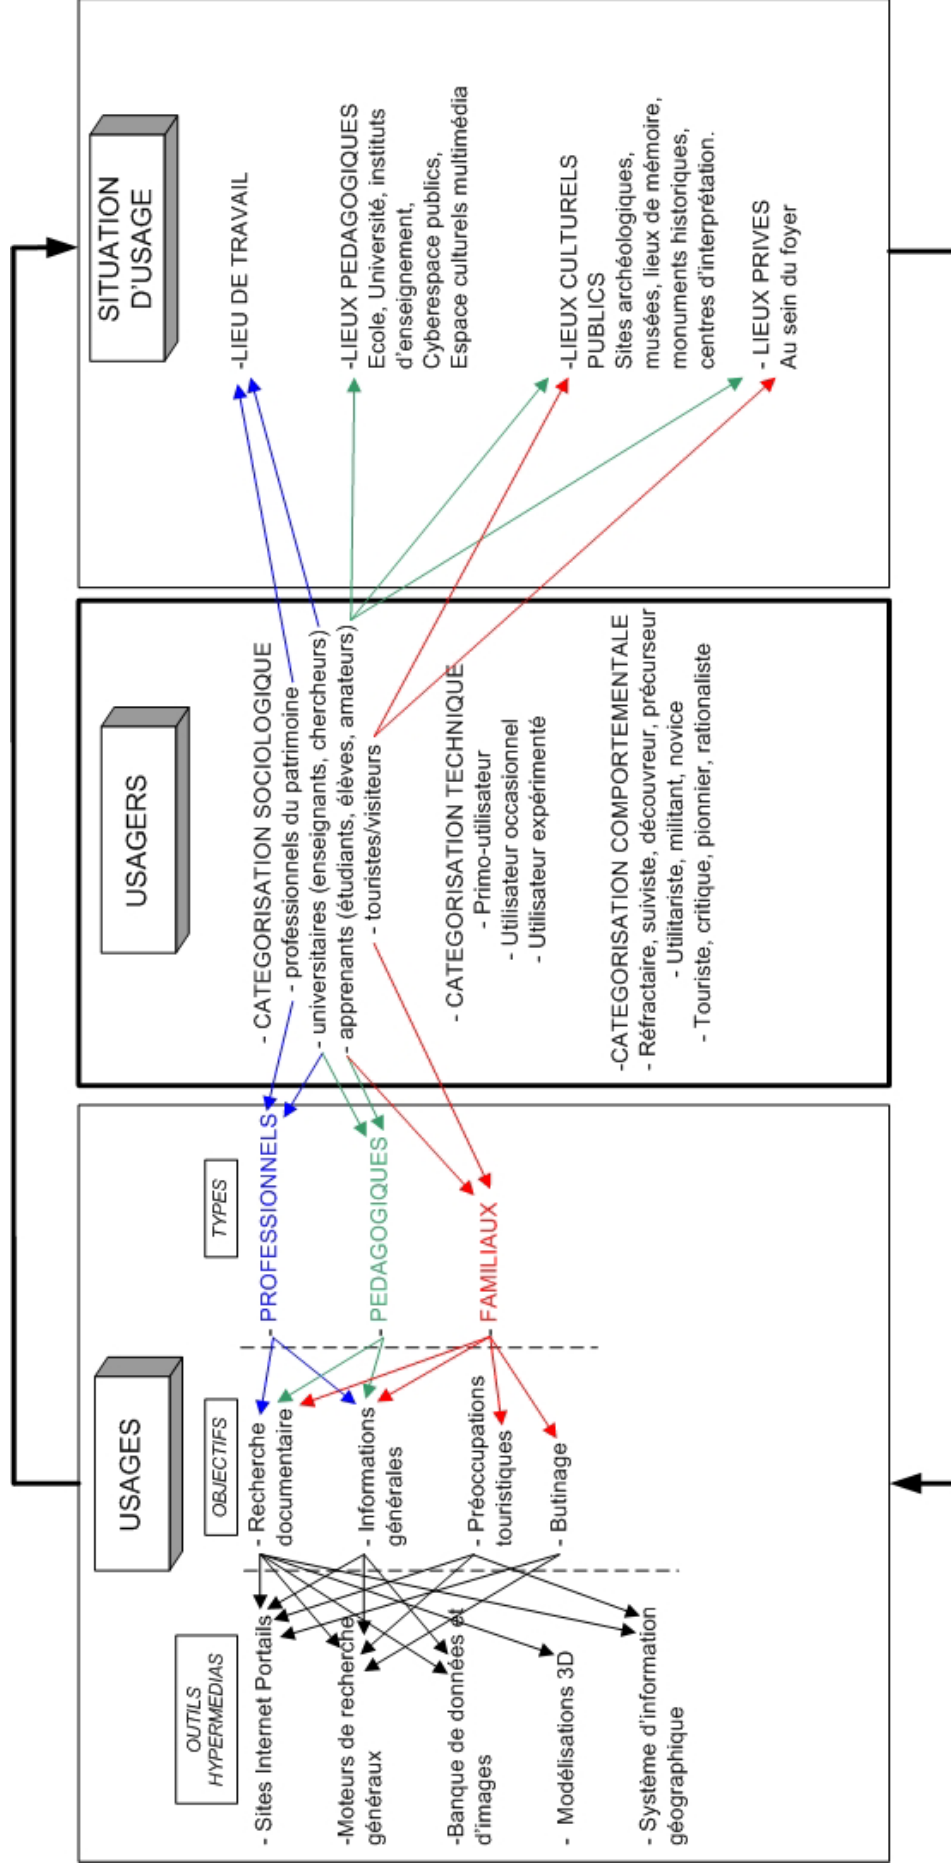 USAGES
OUTILS
HYPERMEDIAS
- Sites Internet Portails
-Moteurs de recherche
généraux
-Banque de données et
d'images
- Modélisations 3D
- Système d'information
géographique
OBJECTIFS
- Recherche
documentaire
- Informations
générales
- Préoccupations
touristiques
- Butinage
TYPES
- PROFESSIONNELS
- PEDAGOGIQUES
- FAMILIAUX
USAGERS
- CATEGORISATION SOCIOLOGIQUE
- professionnels du patrimoine
- universitaires (enseignants, chercheurs)
- apprenants (étudiants, élèves, amateurs)
- touristes/visiteurs
- CATEGORISATION TECHNIQUE
- Primo-utilisateur
- Utilisateur occasionnel
- Utilisateur expérimenté
-CATEGORISATION COMPORTEMENTALE
- Réfractaire, suiviste, découvreur, précurseur
- Utilitariste, militant, novice
- Touriste, critique, pionnier, rationaliste
SITUATION
D'USAGE
-LIEU DE TRAVAIL
-LIEUX PEDAGOGIQUES
Ecole, Université, instituts
d'enseignement,
Cyberespace publics,
Espace culturels multimédia
-LIEUX CULTURELS
PUBLICS
Sites archéologiques,
musées, lieux de mémoire,
monuments historiques,
centres d'interprétation.
- LIEUX PRIVES
Au sein du foyer